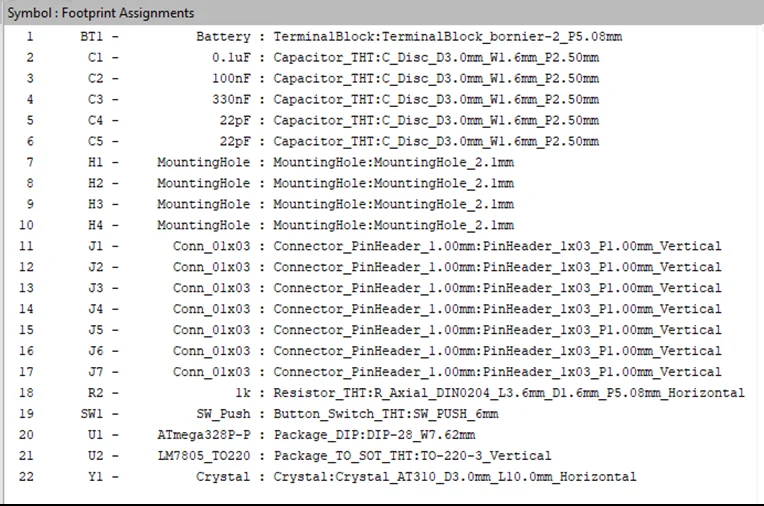 Symbol : Footprint Assignments
1 BT1 - Battery : TerminalBlock:TerminalBlock_bornier-2_P5.08mm
2 C1 - 0.1uF : Capacitor_THT:C_Disc_D3.0mm_W1.6mm_P2.50mm
3 C2 - 100nF : Capacitor_THT:C_Disc_D3.0mm_W1.6mm_P2.50mm
4 C3 - 330nF : Capacitor_THT:C_Disc_D3.0mm_W1.6mm_P2.50mm
5 C4 - 22pF : Capacitor_THT:C_Disc_D3.0mm_W1.6mm_P2.50mm
6 C5 - 22pF : Capacitor_THT:C_Disc_D3.0mm_W1.6mm_P2.50mm
7 H1 - MountingHole : MountingHole:MountingHole_2.1mm
8 H2 - MountingHole : MountingHole:MountingHole_2.1mm
9 H3 - MountingHole : MountingHole:MountingHole_2.1mm
10 H4 - MountingHole : MountingHole:MountingHole_2.1mm
11 J1 - Conn_01x03 : Connector_PinHeader_1.00mm:PinHeader_1x03_P1.00mm_Vertical
12 J2 - Conn_01x03 : Connector_PinHeader_1.00mm:PinHeader_1x03_P1.00mm_Vertical
13 J3 - Conn_01x03 : Connector_PinHeader_1.00mm:PinHeader_1x03_P1.00mm_Vertical
14 J4 - Conn_01x03 : Connector_PinHeader_1.00mm:PinHeader_1x03_P1.00mm_Vertical
15 J5 - Conn_01x03 : Connector_PinHeader_1.00mm:PinHeader_1x03_P1.00mm_Vertical
16 J6 - Conn_01x03 : Connector_PinHeader_1.00mm:PinHeader_1x03_P1.00mm_Vertical
17 J7 - Conn_01x03 : Connector_PinHeader_1.00mm:PinHeader_1x03_P1.00mm_Vertical
18 R2 - 1k : Resistor_THT:R_Axial_DIN0204_L3.6mm_D1.6mm_P5.08mm_Horizontal
19 SW1 - SW_Push : Button_Switch_THT:SW_PUSH_6mm
20 U1 - ATmega328P-P : Package_DIP:DIP-28_W7.62mm
21 U2 - LM7805_TO220 : Package_TO_SOT_THT:TO-220-3_Vertical
22 Y1 - Crystal : Crystal:Crystal_AT310_D3.0mm_L10.0mm_Horizontal